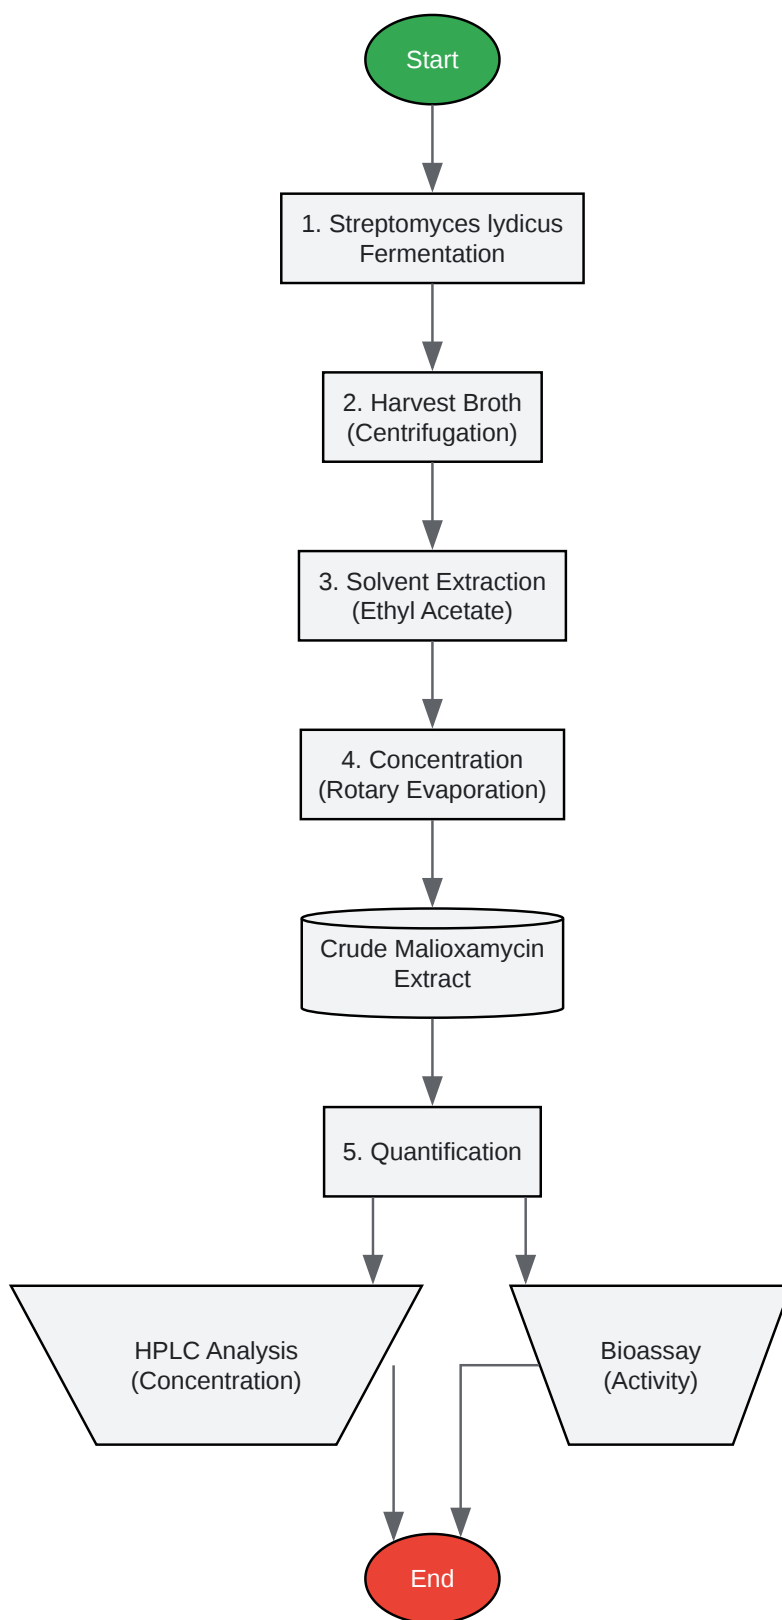 Start
1. Streptomyces lydicus
Fermentation
2. Harvest Broth
(Centrifugation)
3. Solvent Extraction
(Ethyl Acetate)
4. Concentration
(Rotary Evaporation)
Crude Malioxamycin
Extract
5. Quantification
HPLC Analysis
(Concentration)
Bioassay
(Activity)
End